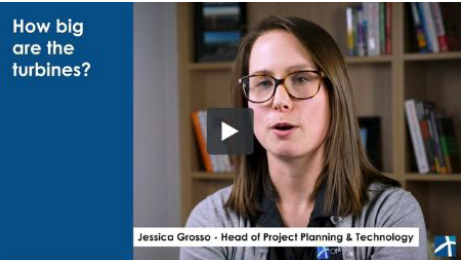 How big
are the
turbines?
Jessica Grosso - Head of Project Planning & Technology